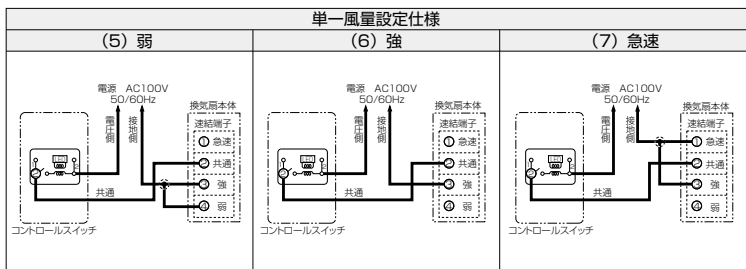 単一風量設定仕様
(5) 弱
(6) 強
(7) 急速
電源 AC100V
50/60Hz
換気扇本体
電圧側
接地側
速結端子
① 急速
② 共通
③ 強
④ 弱
LED
共通
コントロールスイッチ
電源 AC100V
50/60Hz
換気扇本体
電圧側
接地側
速結端子
① 急速
② 共通
③ 強
④ 弱
LED
共通
コントロールスイッチ
電源 AC100V
50/60Hz
換気扇本体
電圧側
接地側
速結端子
① 急速
② 共通
③ 強
④ 弱
LED
共通
コントロールスイッチ